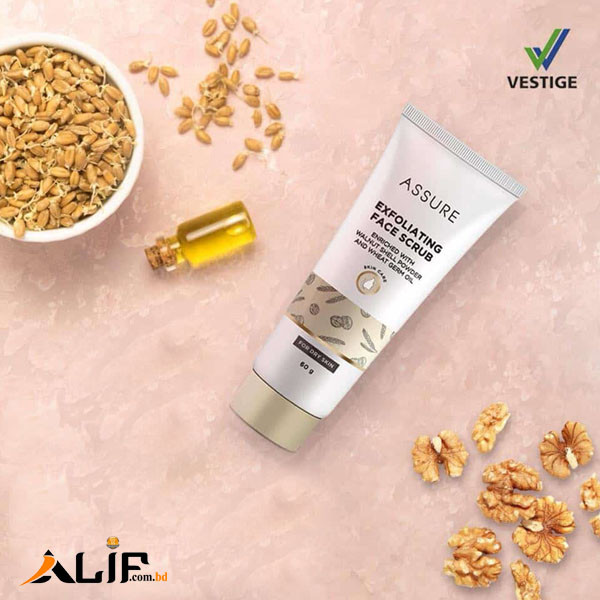 VESTIGE
ASSURE
EXFOLIATING
FACE SCRUB
ENRICHED WITH
WALNUT SHELL POWDER
AND WHEAT GERM OIL
SKIN CARE
FOR DRY SKIN
60 g
ALIF.com.bd